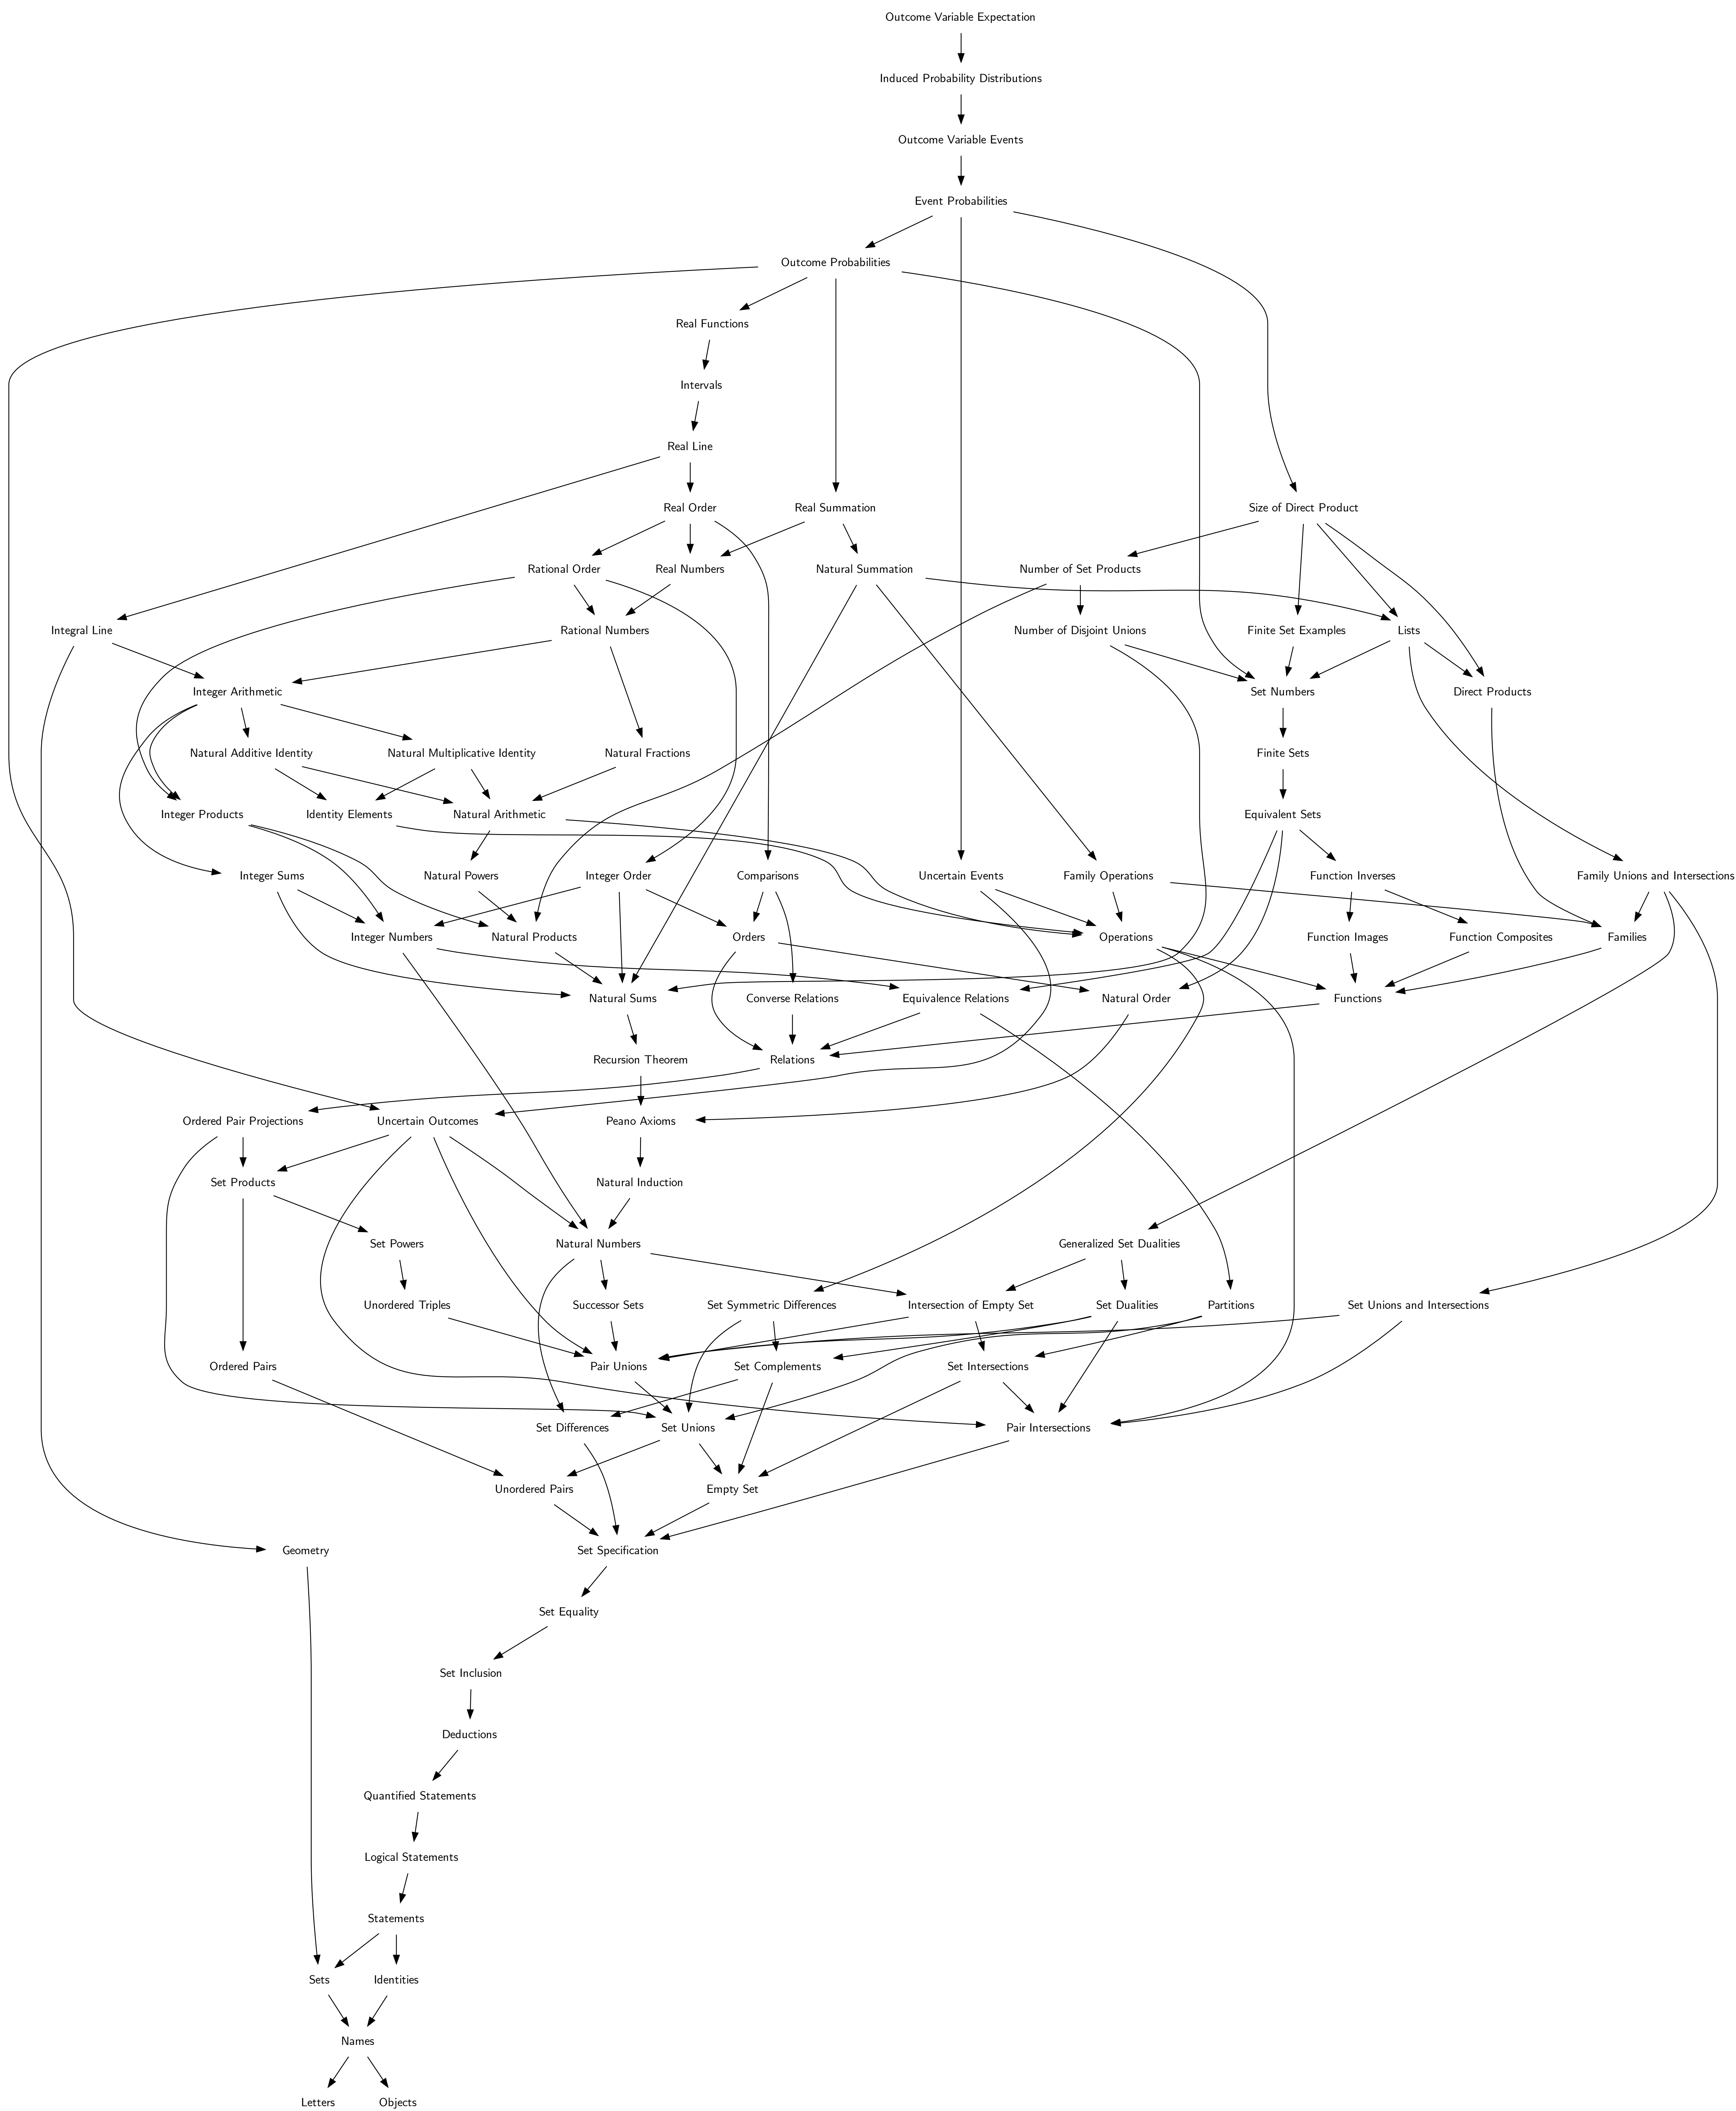 Outcome Variable Expectation
Induced Probability Distributions
Outcome Variable Events
Event Probabilities
Outcome Probabilities
Real Functions
Intervals
Real Line
Real Order
Real Summation
Size of Direct Product
Rational Order
Real Numbers
Natural Summation
Number of Set Products
Integral Line
Rational Numbers
Number of Disjoint Unions
Finite Set Examples
Lists
Integer Arithmetic
Set Numbers
Direct Products
Natural Additive Identity
Natural Multiplicative Identity
Natural Fractions
Finite Sets
Integer Products
Identity Elements
Natural Arithmetic
Equivalent Sets
Integer Sums
Natural Powers
Integer Order
Comparisons
Uncertain Events
Family Operations
Function Inverses
Family Unions and Intersections
Integer Numbers
Natural Products
Orders
Operations
Function Images
Function Composites
Families
Natural Sums
Converse Relations
Equivalence Relations
Natural Order
Functions
Recursion Theorem
Relations
Ordered Pair Projections
Uncertain Outcomes
Peano Axioms
Set Products
Natural Induction
Set Powers
Natural Numbers
Generalized Set Dualities
Unordered Triples
Successor Sets
Set Symmetric Differences
Intersection of Empty Set
Set Dualities
Partitions
Set Unions and Intersections
Ordered Pairs
Pair Unions
Set Complements
Set Intersections
Set Differences
Set Unions
Pair Intersections
Unordered Pairs
Empty Set
Geometry
Set Specification
Set Equality
Set Inclusion
Deductions
Quantified Statements
Logical Statements
Statements
Sets
Identities
Names
Letters
Objects